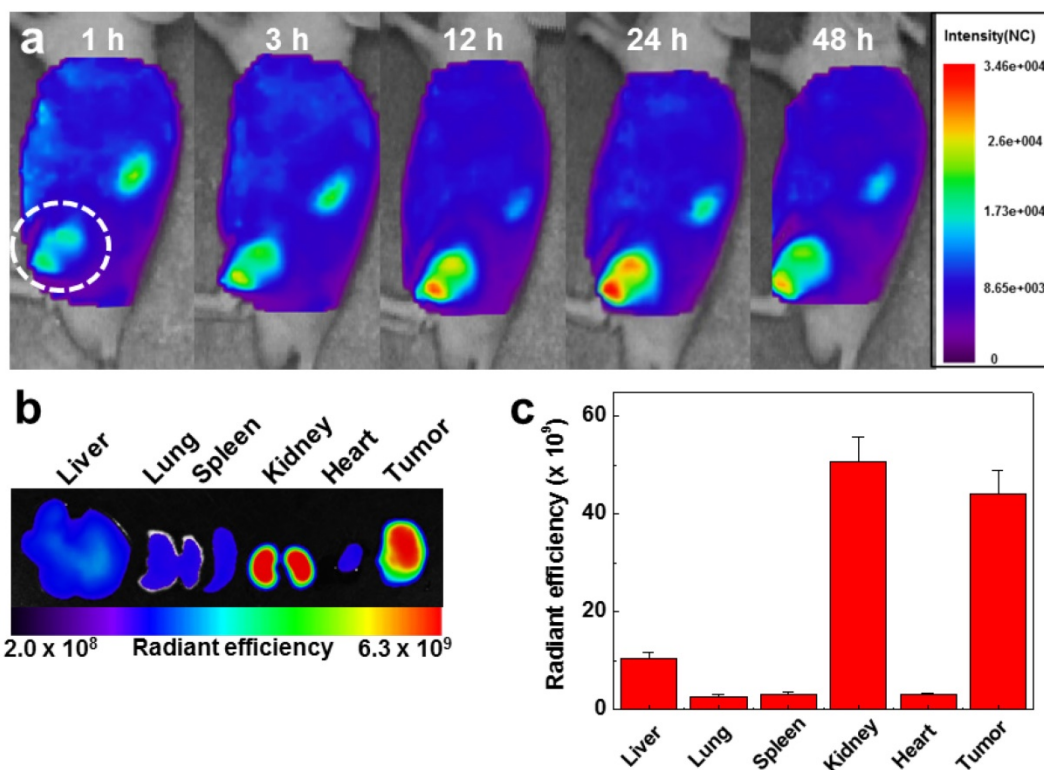 a
1 h 3 h 12 h 24 h 48 h
Intensity(NC)
3.46e+004
2.6e+004
1.73e+004
8.65e+003
0
b
Liver Lung Spleen Kidney Heart Tumor
2.0 x 10⁸ Radiant efficiency 6.3 x 10⁹
c
Radiant efficiency (x 10⁹)
60
40
20
0
Liver Lung Spleen Kidney Heart Tumor